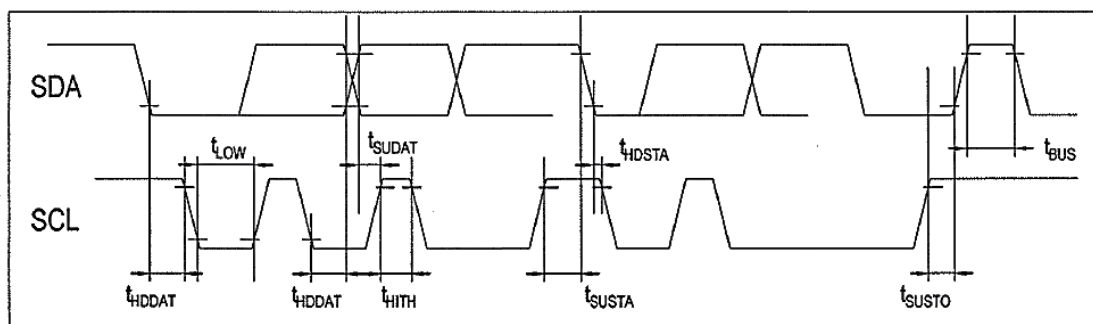 SDA
tLOW
tSUDAT
tHDSTA
tBUS
SCL
tHDDAT
tHDDAT
tHITH
tSUSTA
tSUSTO